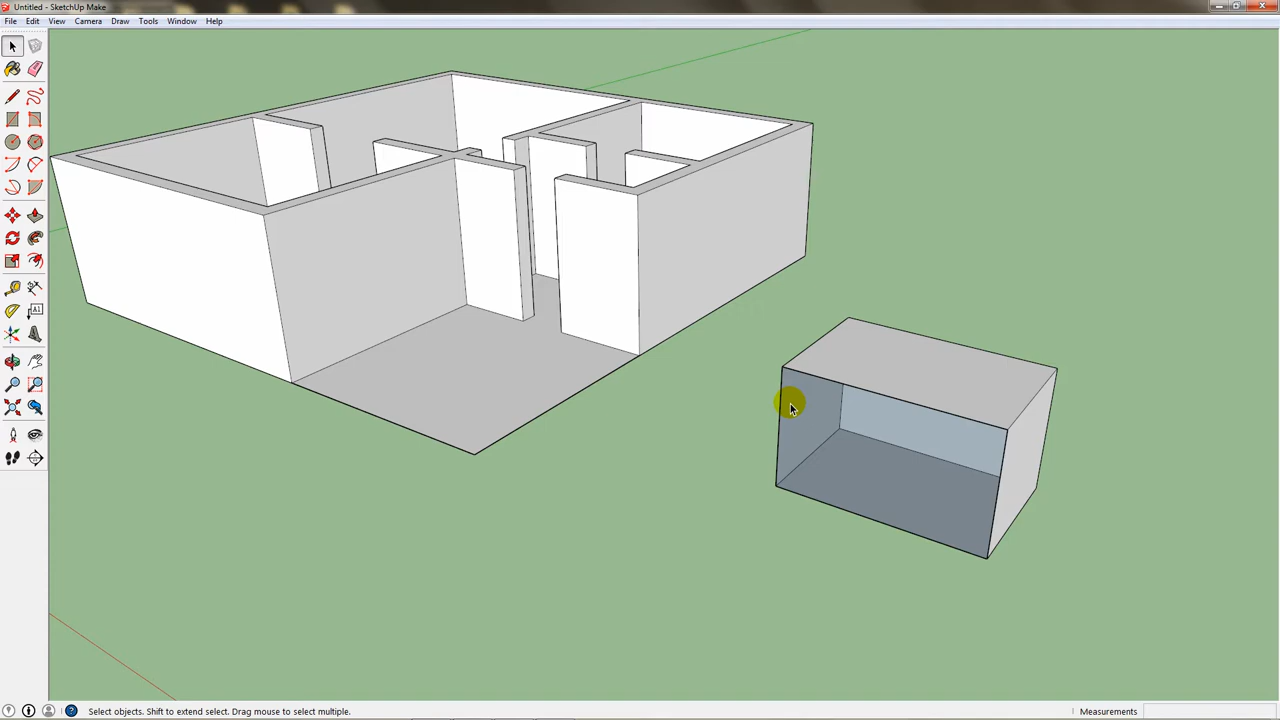 Untitled - SketchUp Make
File Edit View Camera Draw Tools Window Help
A1
Select objects. Shift to extend select. Drag mouse to select multiple.
Measurements